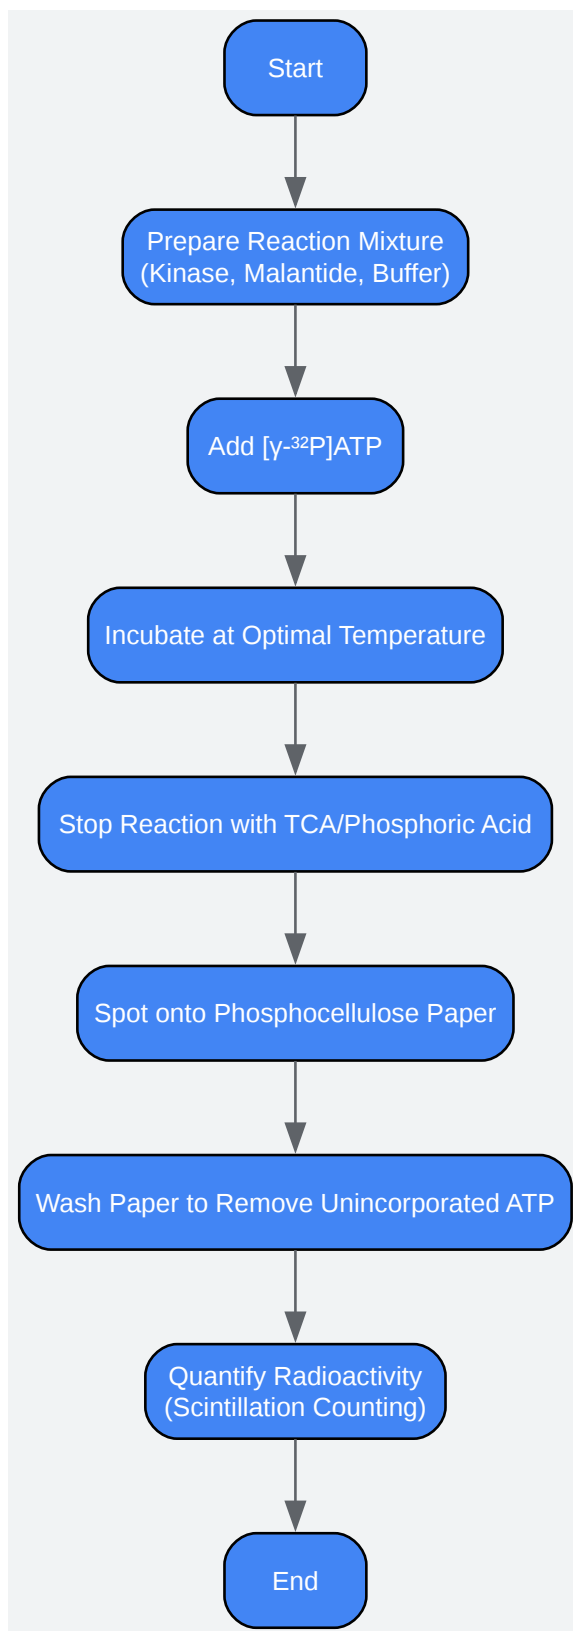 Start
Prepare Reaction Mixture
(Kinase, Malantide, Buffer)
Add [γ-³²P]ATP
Incubate at Optimal Temperature
Stop Reaction with TCA/Phosphoric Acid
Spot onto Phosphocellulose Paper
Wash Paper to Remove Unincorporated ATP
Quantify Radioactivity
(Scintillation Counting)
End